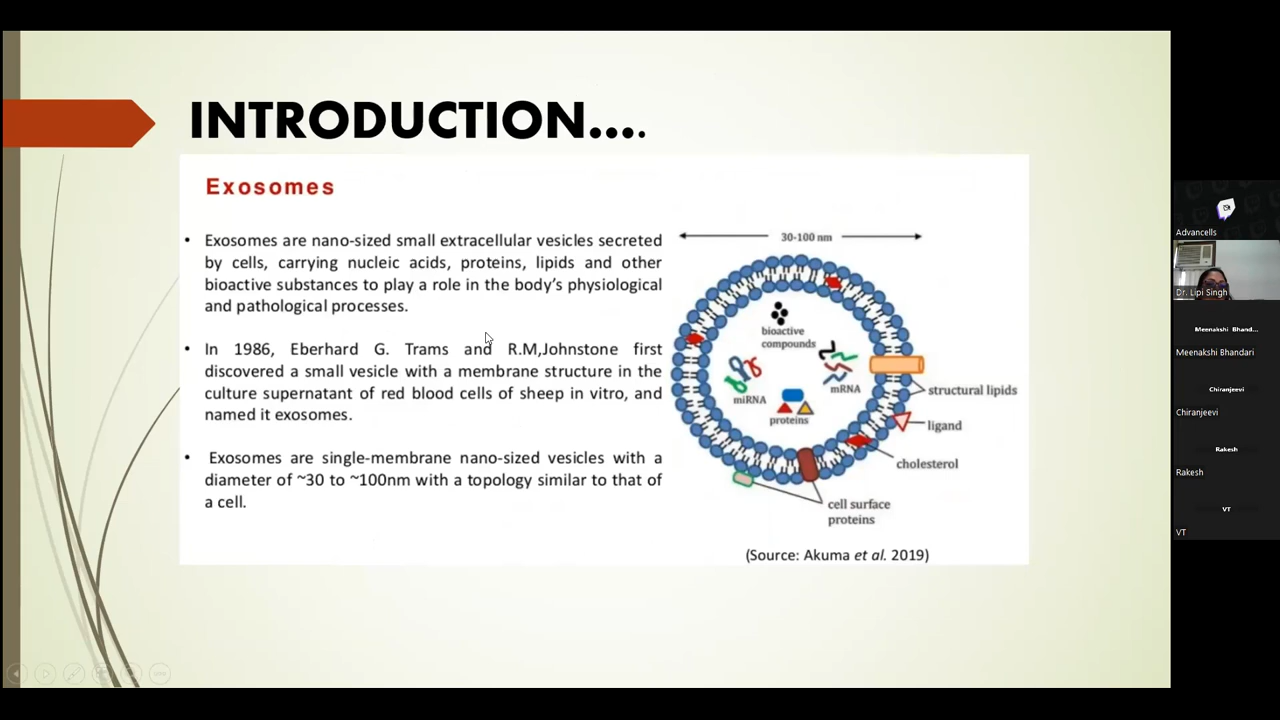 INTRODUCTION....
Exosomes
• Exosomes are nano-sized small extracellular vesicles secreted
by cells, carrying nucleic acids, proteins, lipids and other
bioactive substances to play a role in the body's physiological
and pathological processes.
• In 1986, Eberhard G. Trams and R.M,Johnstone first
discovered a small vesicle with a membrane structure in the
culture supernatant of red blood cells of sheep in vitro, and
named it exosomes.
• Exosomes are single-membrane nano-sized vesicles with a
diameter of ~30 to ~100nm with a topology similar to that of
a cell.
30-100 nm
bioactive
compounds
miRNA
mRNA
proteins
structural lipids
ligand
cholesterol
cell surface
proteins
(Source: Akuma et al. 2019)
Advancells
Dr. Lipi Singh
Meenakshi Bhand...
Meenakshi Bhandari
Chiranjeevi
Chiranjeevi
Rakesh
Rakesh
VT
VT